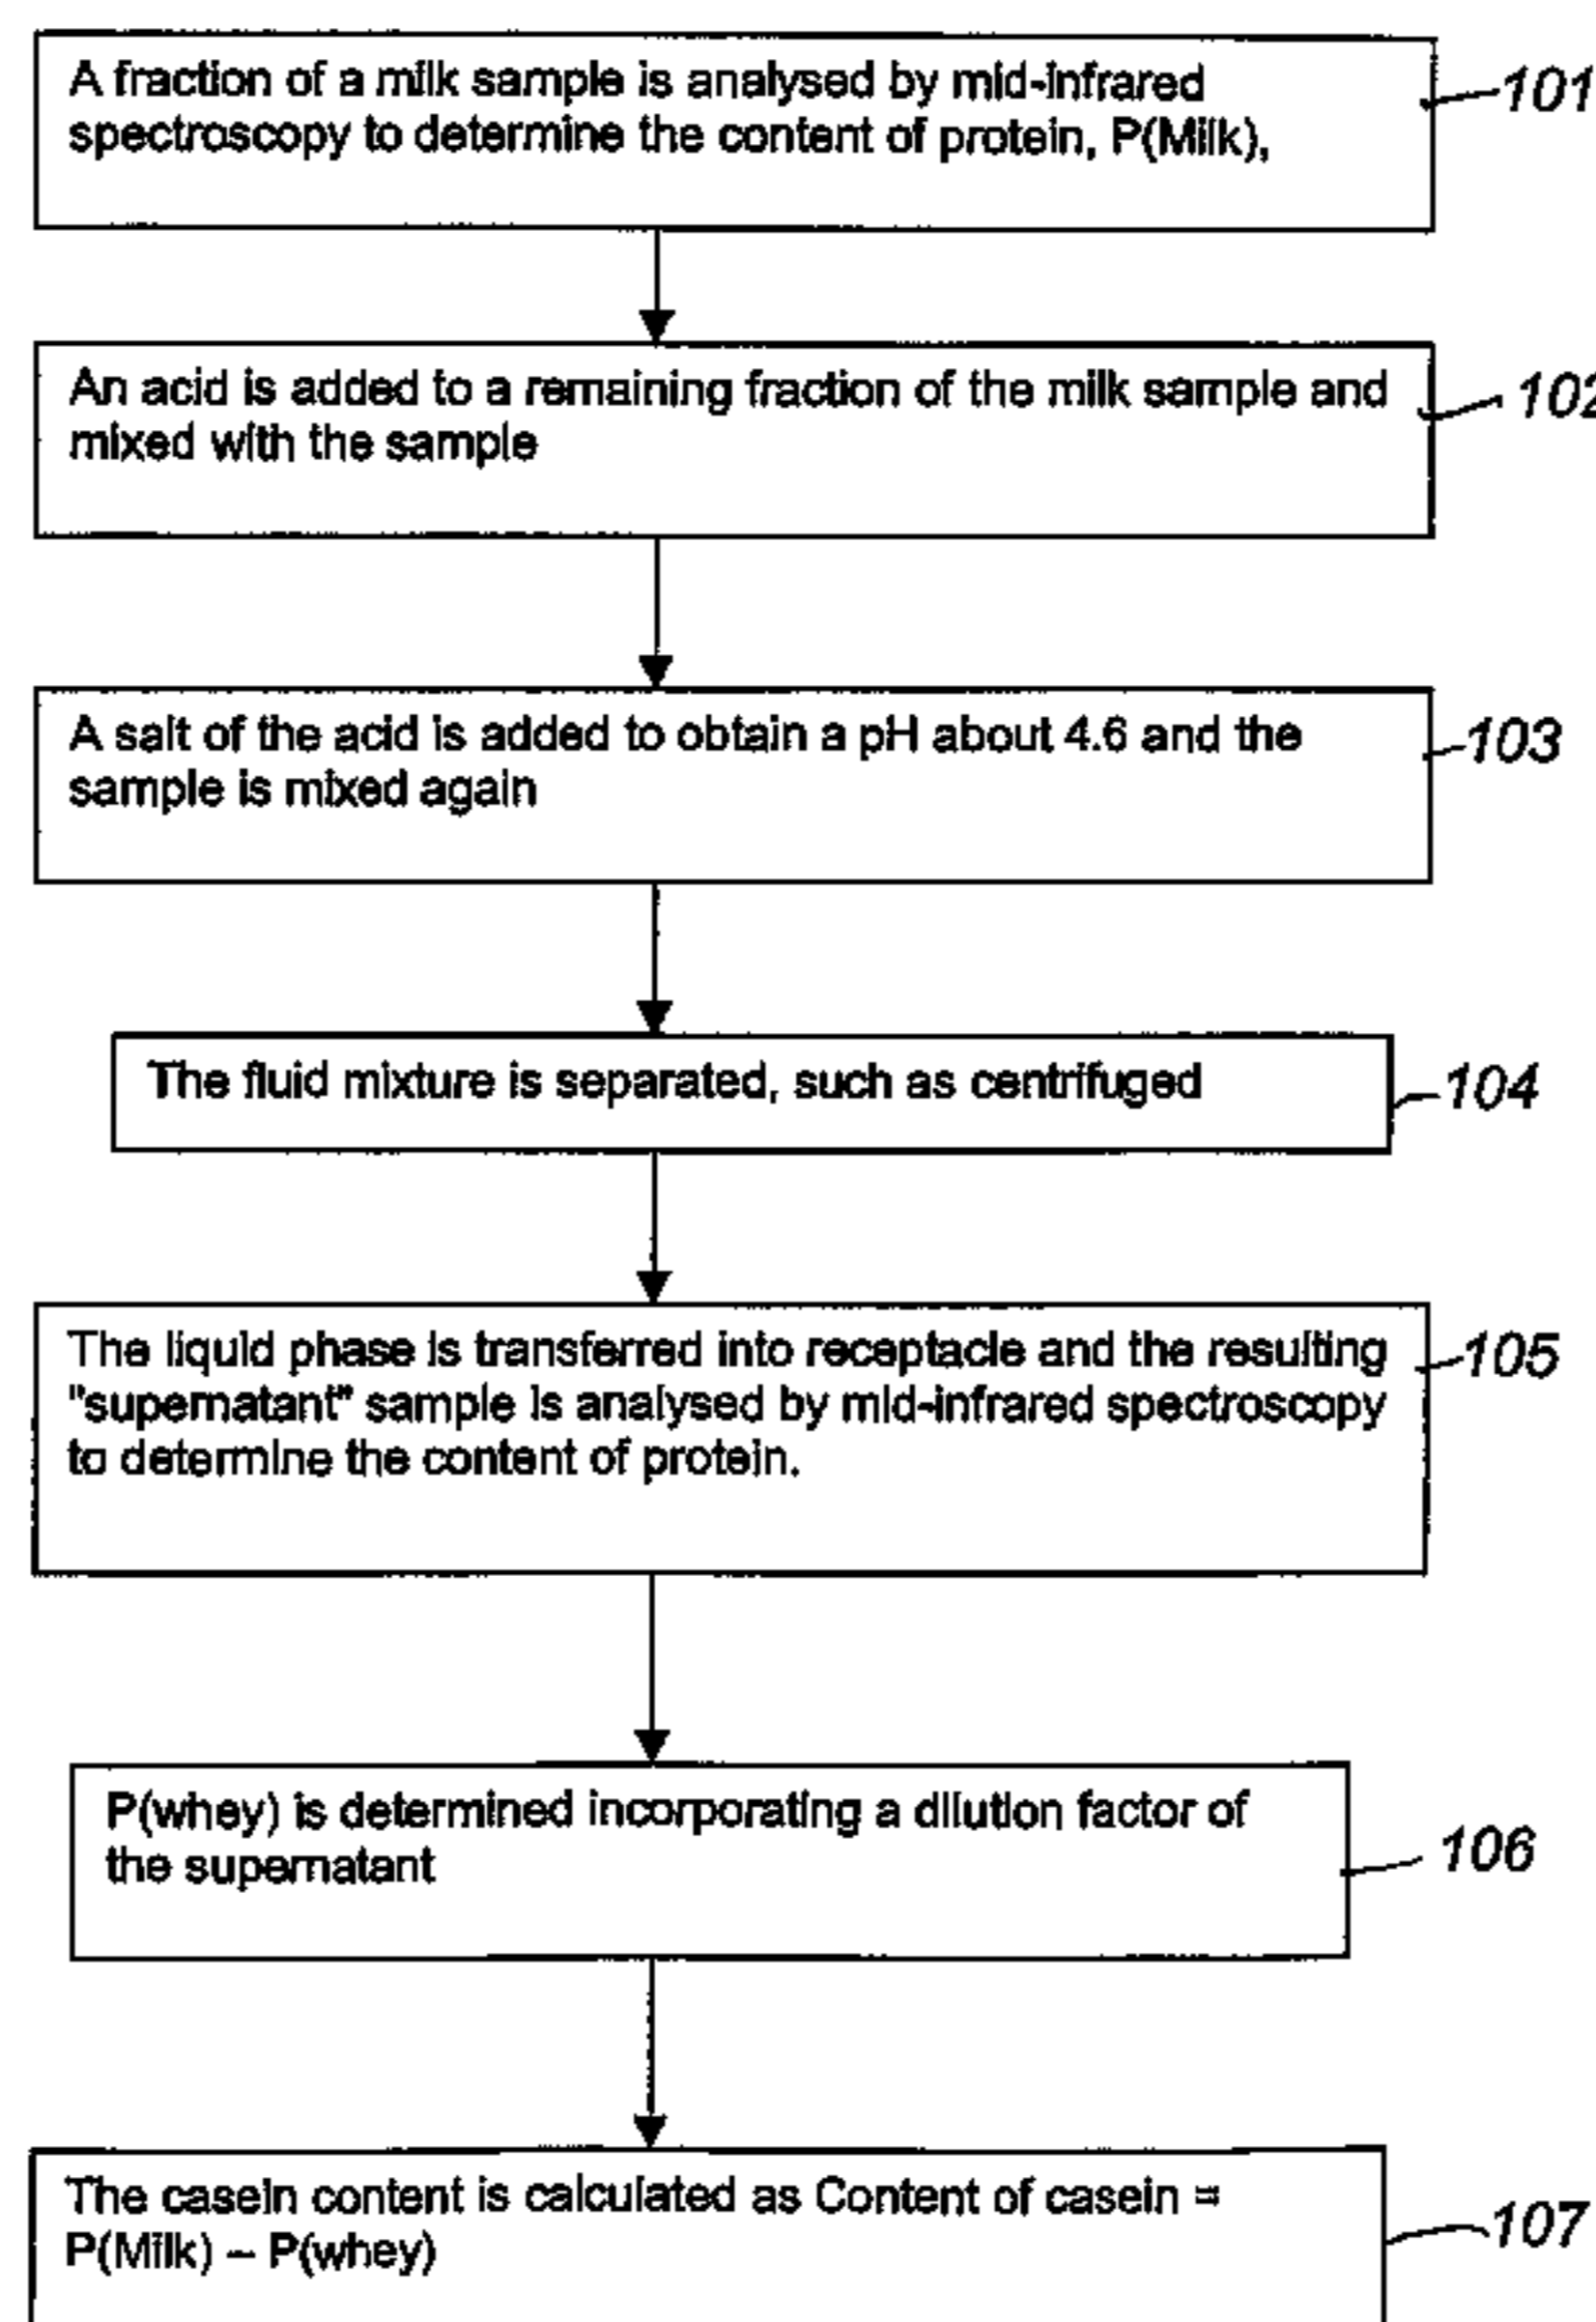 A fraction of a milk sample is analysed by mid-infrared
spectroscopy to determine the content of protein, P(Milk),
101
An acid is added to a remaining fraction of the milk sample and
mixed with the sample
102
A salt of the acid is added to obtain a pH about 4.6 and the
sample is mixed again
103
The fluid mixture is separated, such as centrifuged
104
The liquid phase is transferred into receptacle and the resulting
"supernatant" sample is analysed by mid-infrared spectroscopy
to determine the content of protein.
105
P(whey) is determined incorporating a dilution factor of
the supernatant
106
The casein content is calculated as Content of casein =
P(Milk) – P(whey)
107